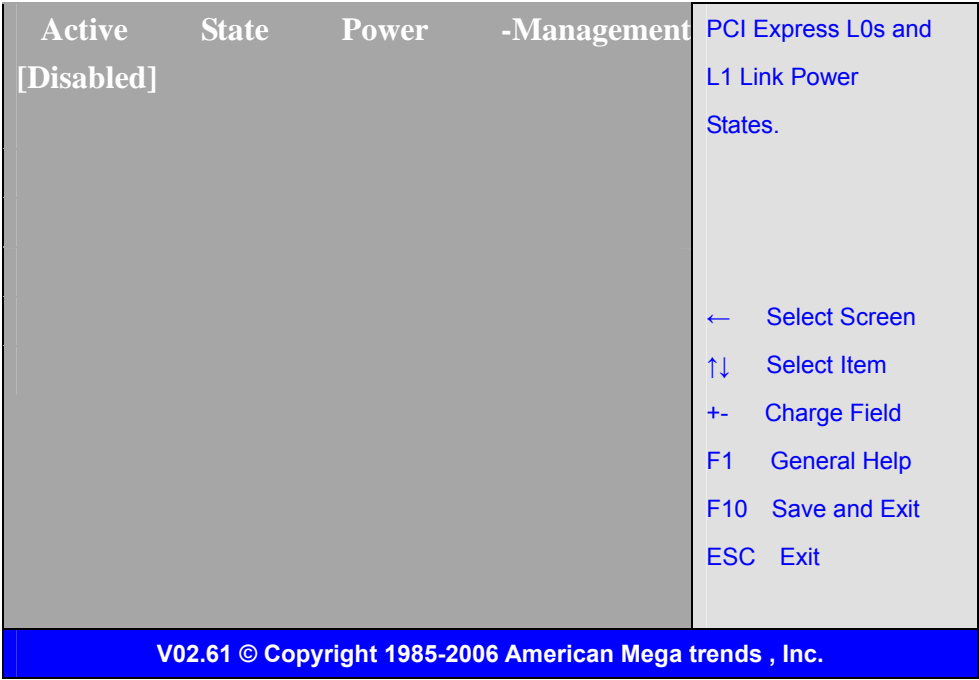 Active State Power -Management
[Disabled]
PCI Express L0s and
L1 Link Power
States.
← Select Screen
↑↓ Select Item
+- Charge Field
F1 General Help
F10 Save and Exit
ESC Exit
V02.61 © Copyright 1985-2006 American Mega trends , Inc.